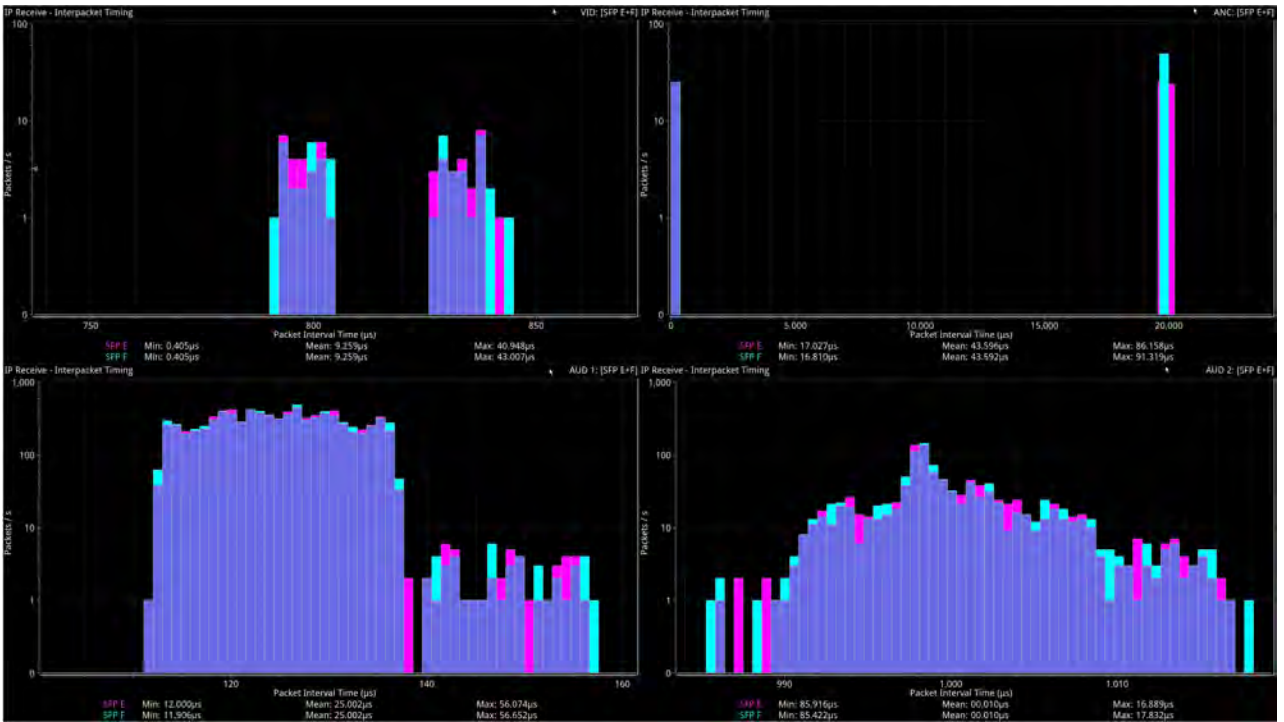 IP Receive - Interpacket Timing
VID: [SFP E+F]
100
10
1
0
Packets / s
750
800
850
Packet Interval Time (µs)
SFP E Min: 0.405µs Mean: 9.259µs Max: 40.948µs
SFP F Min: 0.405µs Mean: 9.259µs Max: 43.007µs
IP Receive - Interpacket Timing
ANC: [SFP E+F]
100
10
1
0
Packets / s
0
5.000
10.000
15,000
20,000
Packet Interval Time (µs)
SFP E Min: 17.027µs Mean: 43.596µs Max: 86.158µs
SFP F Min: 16.810µs Mean: 43.592µs Max: 91.319µs
IP Receive - Interpacket Timing
AUD 1: [SFP E+F]
1,000
100
10
1
0
Packets / s
120
140
160
Packet Interval Time (µs)
SFP E Min: 12.000µs Mean: 25.002µs Max: 56.074µs
SFP F Min: 11.906µs Mean: 25.002µs Max: 56.652µs
IP Receive - Interpacket Timing
AUD 2: [SFP E+F]
1,000
100
10
1
0
Packets / s
990
1.000
1.010
Packet Interval Time (µs)
SFP E Min: 85.916µs Mean: 00.010µs Max: 16.889µs
SFP F Min: 85.422µs Mean: 00.010µs Max: 17.832µs